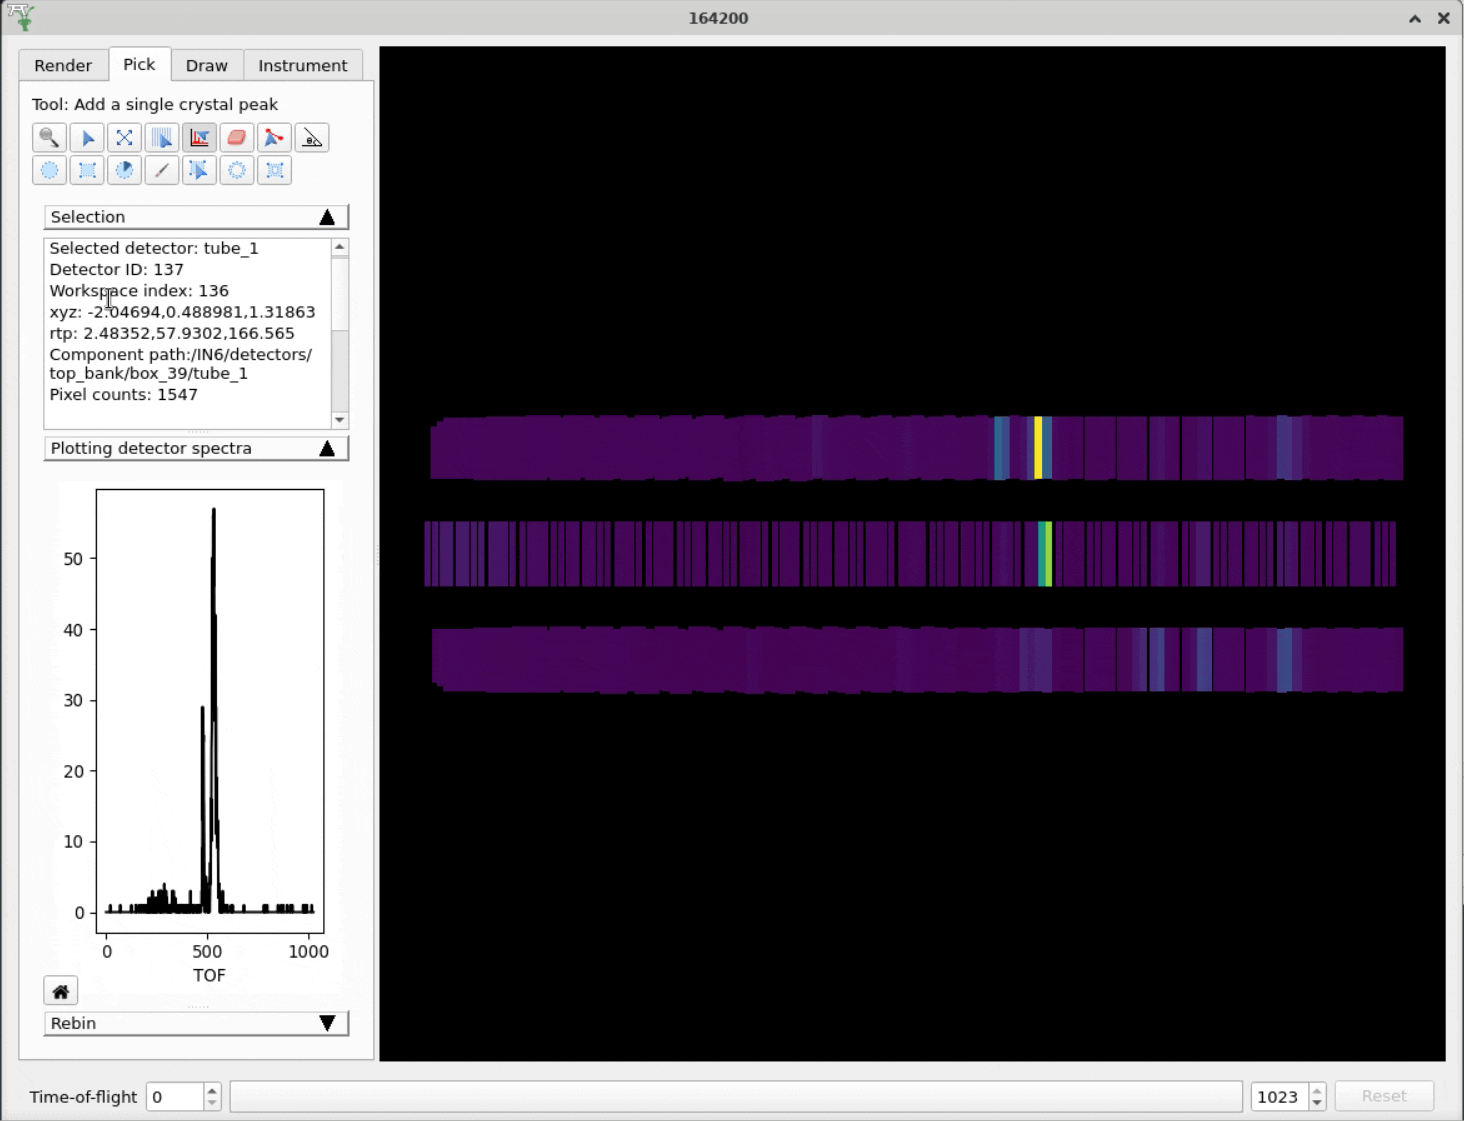 164200
Render Pick Draw Instrument
Tool: Add a single crystal peak
Selection
Selected detector: tube_1
Detector ID: 137
Workspace index: 136
xyz: -2.04694,0.488981,1.31863
rtp: 2.48352,57.9302,166.565
Component path:/IN6/detectors/
top_bank/box_39/tube_1
Pixel counts: 1547
Plotting detector spectra
50
40
30
20
10
0
0 500 1000
TOF
Rebin
Time-of-flight 0 1023 Reset